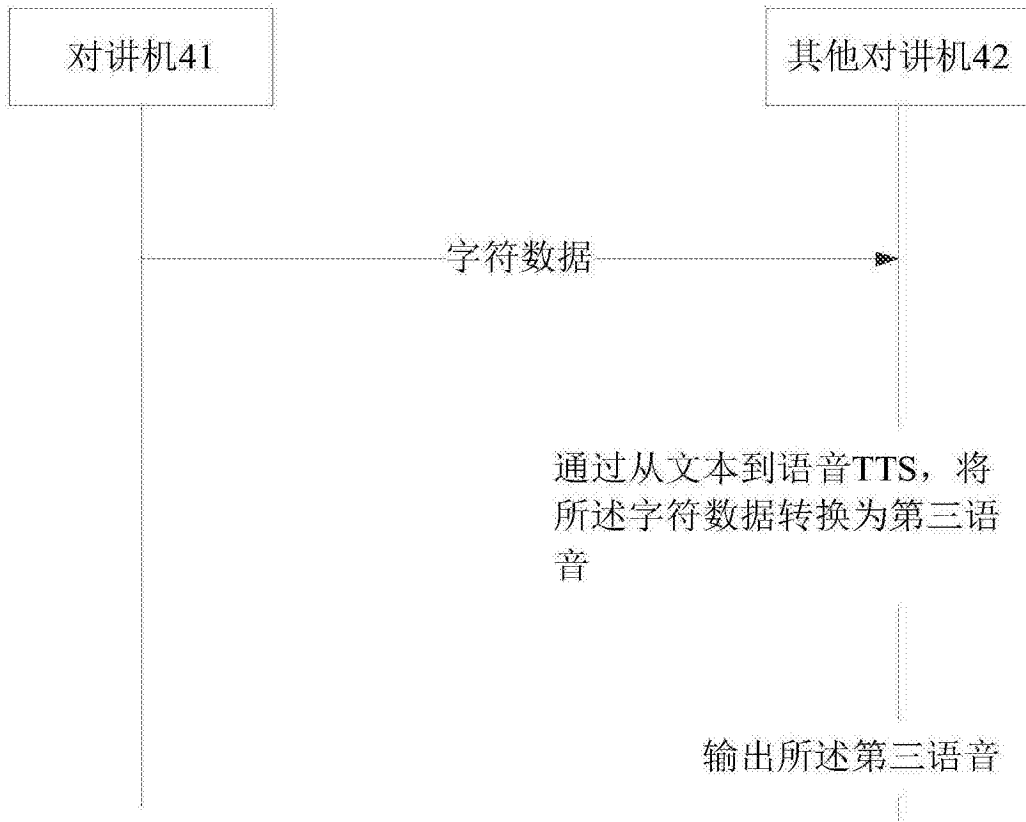 对讲机41
其他对讲机42
字符数据
通过从文本到语音TTS，将
所述字符数据转换为第三语
音
输出所述第三语音